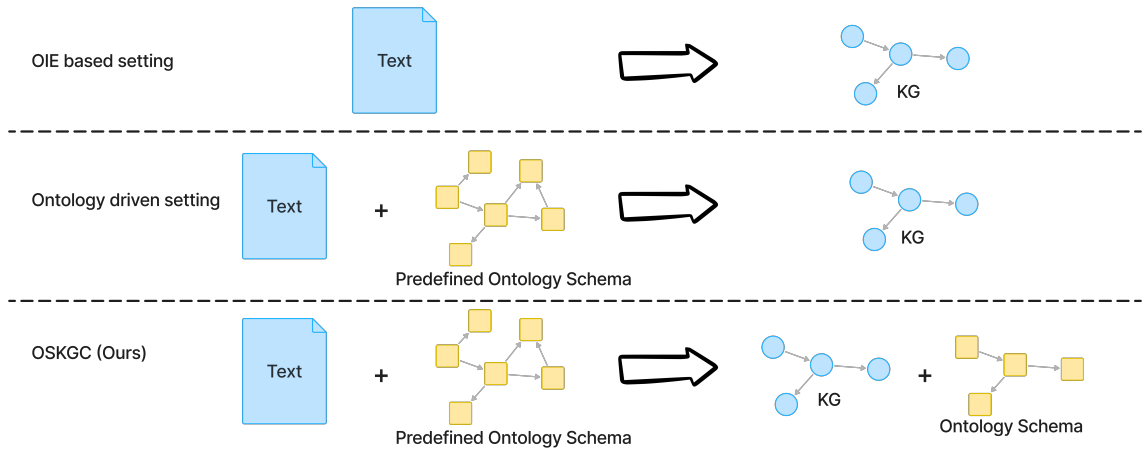 OIE based setting
Text
KG
Ontology driven setting
Text
+
Predefined Ontology Schema
KG
OSKGC (Ours)
Text
+
Predefined Ontology Schema
KG
+
Ontology Schema